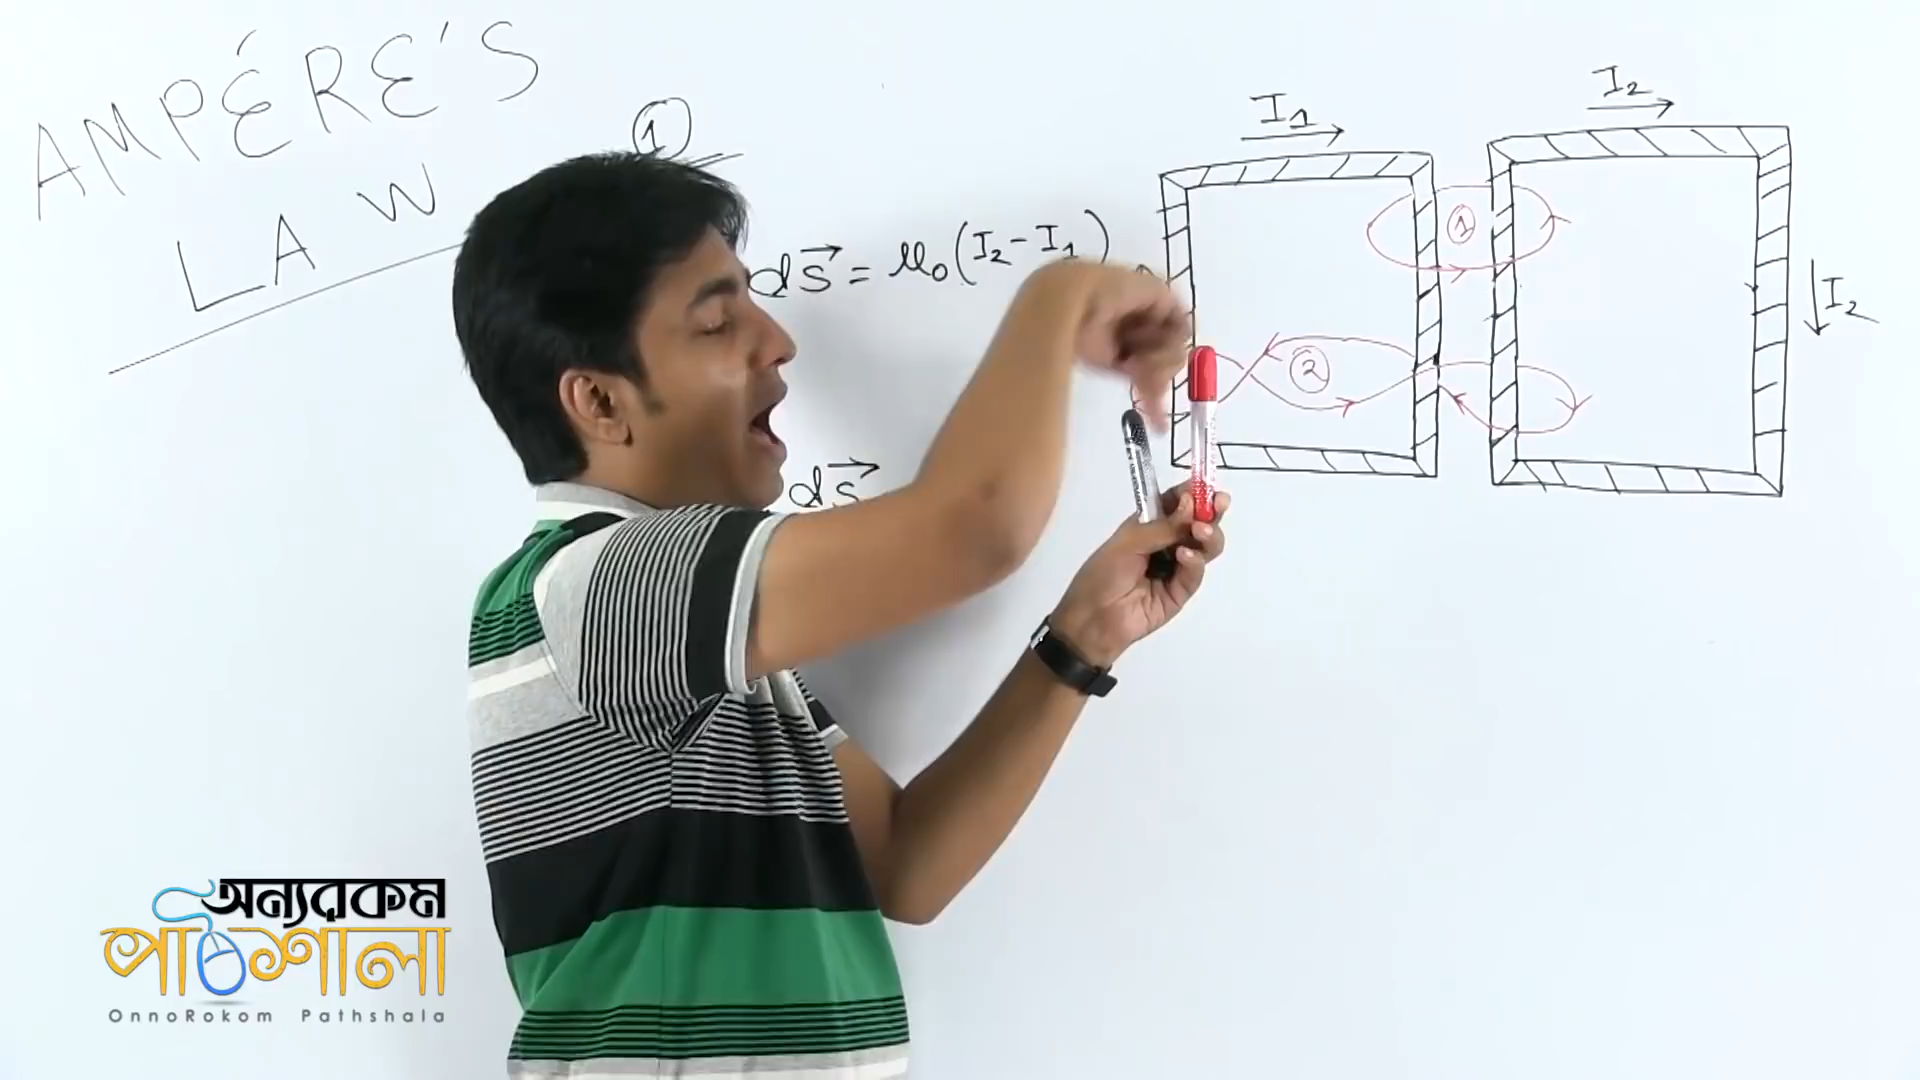 AMPÉRE'S
LAW
1
ds = μ0(I2-I1)
ds
I1
I2
1
I2
2
অন্যরকম
পাঠশালা
OnnoRokom Pathshala